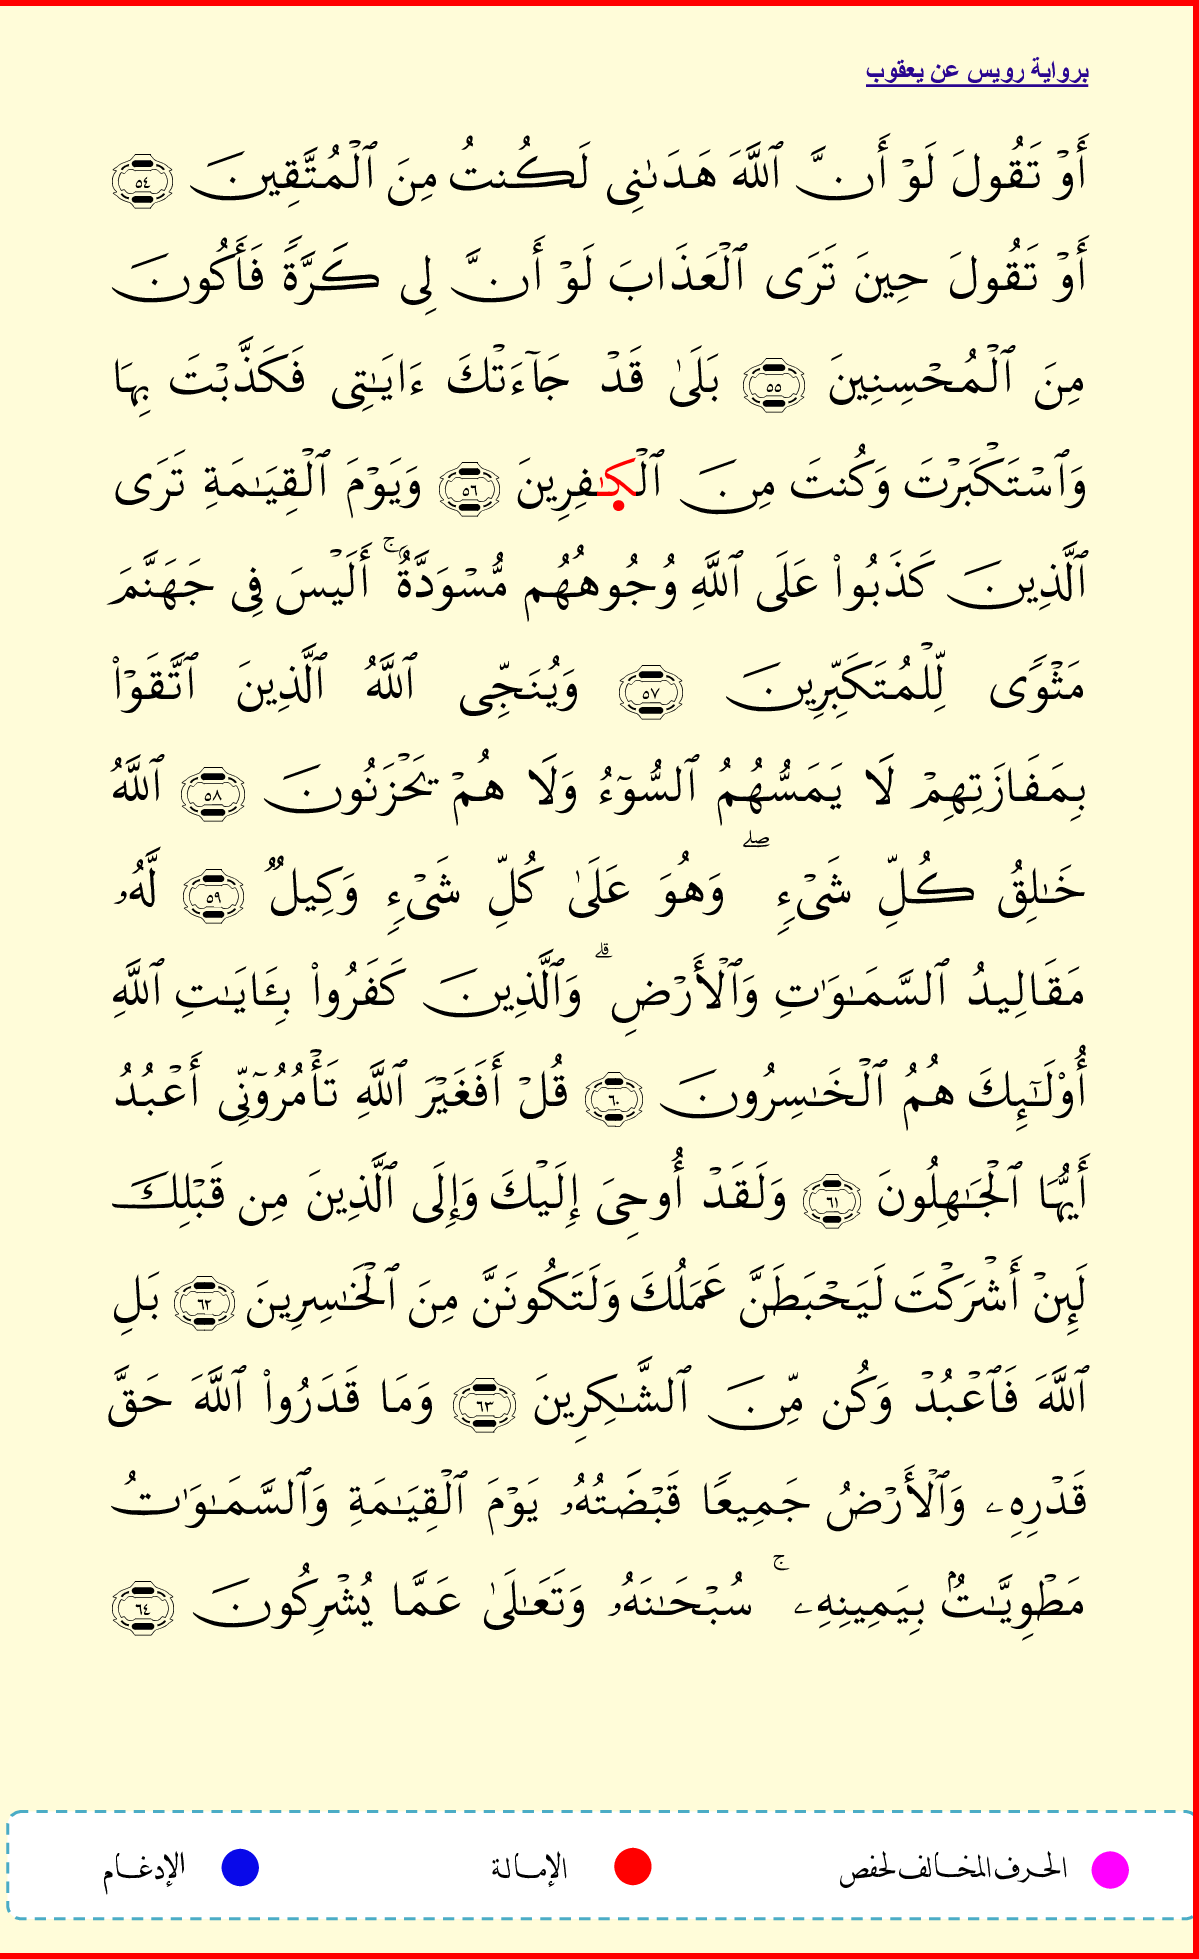 برواية رويس عن يعقوب
أَوۡ تَقُولَ لَوۡ أَنَّ ٱللَّهَ هَدَىٰنِى لَكُنتُ مِنَ ٱلۡمُتَّقِينَ ٥٤
أَوۡ تَقُولَ حِينَ تَرَى ٱلۡعَذَابَ لَوۡ أَنَّ لِى كَرَّةً فَأَكُونَ
مِنَ ٱلۡمُحۡسِنِينَ ٥٥ بَلَىٰ قَدۡ جَآءَتۡكَ ءَايَٰتِى فَكَذَّبۡتَ بِهَا
وَٱسۡتَكۡبَرۡتَ وَكُنتَ مِنَ ٱلۡكَٰفِرِينَ ٥٦ وَيَوۡمَ ٱلۡقِيَٰمَةِ تَرَى
ٱلَّذِينَ كَذَبُواْ عَلَى ٱللَّهِ وُجُوهُهُم مُّسۡوَدَّةٌۚ أَلَيۡسَ فِى جَهَنَّمَ
مَثۡوًى لِّلۡمُتَكَبِّرِينَ ٥٧ وَيُنَجِّى ٱللَّهُ ٱلَّذِينَ ٱتَّقَوۡاْ
بِمَفَازَتِهِمۡ لَا يَمَسُّهُمُ ٱلسُّوٓءُ وَلَا هُمۡ يَحۡزَنُونَ ٥٨ ٱللَّهُ
خَٰلِقُ كُلِّ شَىۡءٍۖ وَهُوَ عَلَىٰ كُلِّ شَىۡءٍ وَكِيلٌ ٥٩ لَّهُۥ
مَقَالِيدُ ٱلسَّمَٰوَٰتِ وَٱلۡأَرۡضِۗ وَٱلَّذِينَ كَفَرُواْ بِـَٔايَٰتِ ٱللَّهِ
أُوْلَٰٓئِكَ هُمُ ٱلۡخَٰسِرُونَ ٦٠ قُلۡ أَفَغَيۡرَ ٱللَّهِ تَأۡمُرُوٓنِّى أَعۡبُدُ
أَيُّهَا ٱلۡجَٰهِلُونَ ٦١ وَلَقَدۡ أُوحِىَ إِلَيۡكَ وَإِلَى ٱلَّذِينَ مِن قَبۡلِكَ
لَئِنۡ أَشۡرَكۡتَ لَيَحۡبَطَنَّ عَمَلُكَ وَلَتَكُونَنَّ مِنَ ٱلۡخَٰسِرِينَ ٦٢ بَلِ
ٱللَّهَ فَٱعۡبُدۡ وَكُن مِّنَ ٱلشَّٰكِرِينَ ٦٣ وَمَا قَدَرُواْ ٱللَّهَ حَقَّ
قَدۡرِهِۦ وَٱلۡأَرۡضُ جَمِيعًا قَبۡضَتُهُۥ يَوۡمَ ٱلۡقِيَٰمَةِ وَٱلسَّمَٰوَٰتُ
مَطۡوِيَّٰتُۢ بِيَمِينِهِۦۚ سُبۡحَٰنَهُۥ وَتَعَٰلَىٰ عَمَّا يُشۡرِكُونَ ٦٤
الحرف المخالف لحفص الإمالة الإدغام